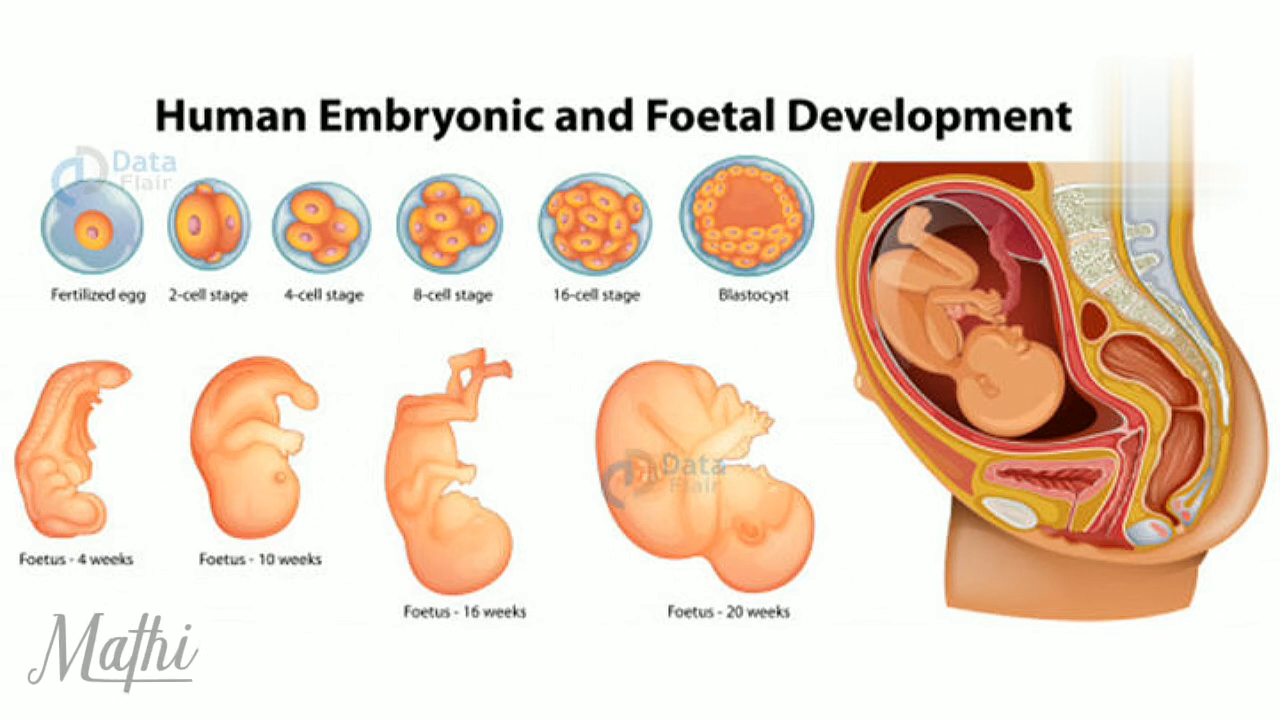 Human Embryonic and Foetal Development
Data
Flair
Fertilized egg 2-cell stage 4-cell stage 8-cell stage 16-cell stage Blastocyst
Data
Flair
Foetus - 4 weeks Foetus - 10 weeks
Foetus - 16 weeks Foetus - 20 weeks
Mathi